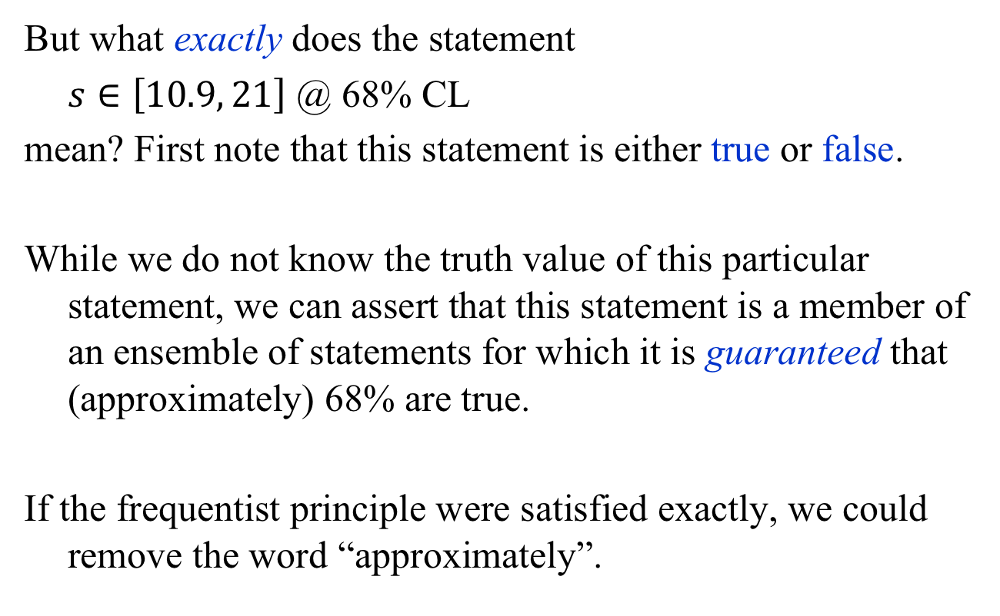 But what exactly does the statement
s ∈ [10.9, 21] @ 68% CL
mean? First note that this statement is either true or false.
While we do not know the truth value of this particular
statement, we can assert that this statement is a member of
an ensemble of statements for which it is guaranteed that
(approximately) 68% are true.
If the frequentist principle were satisfied exactly, we could
remove the word “approximately”.